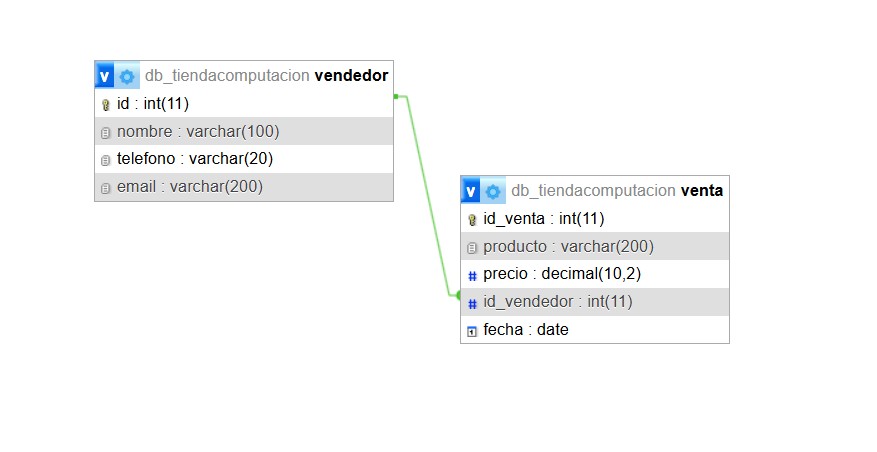 v db_tiendacomputacion vendedor
id : int(11)
nombre : varchar(100)
telefono : varchar(20)
email : varchar(200)
v db_tiendacomputacion venta
id_venta : int(11)
producto : varchar(200)
# precio : decimal(10,2)
# id_vendedor : int(11)
fecha : date